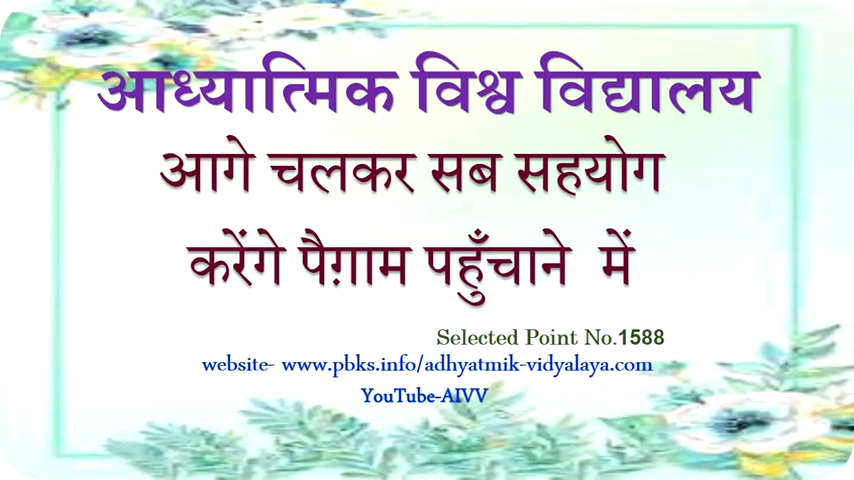 आध्यात्मिक विश्व विद्यालय
आगे चलकर सब सहयोग
करेंगे पैग़ाम पहुँचाने में
Selected Point No.1588
website- www.pbks.info/adhyatmik-vidyalaya.com
YouTube-AIVV